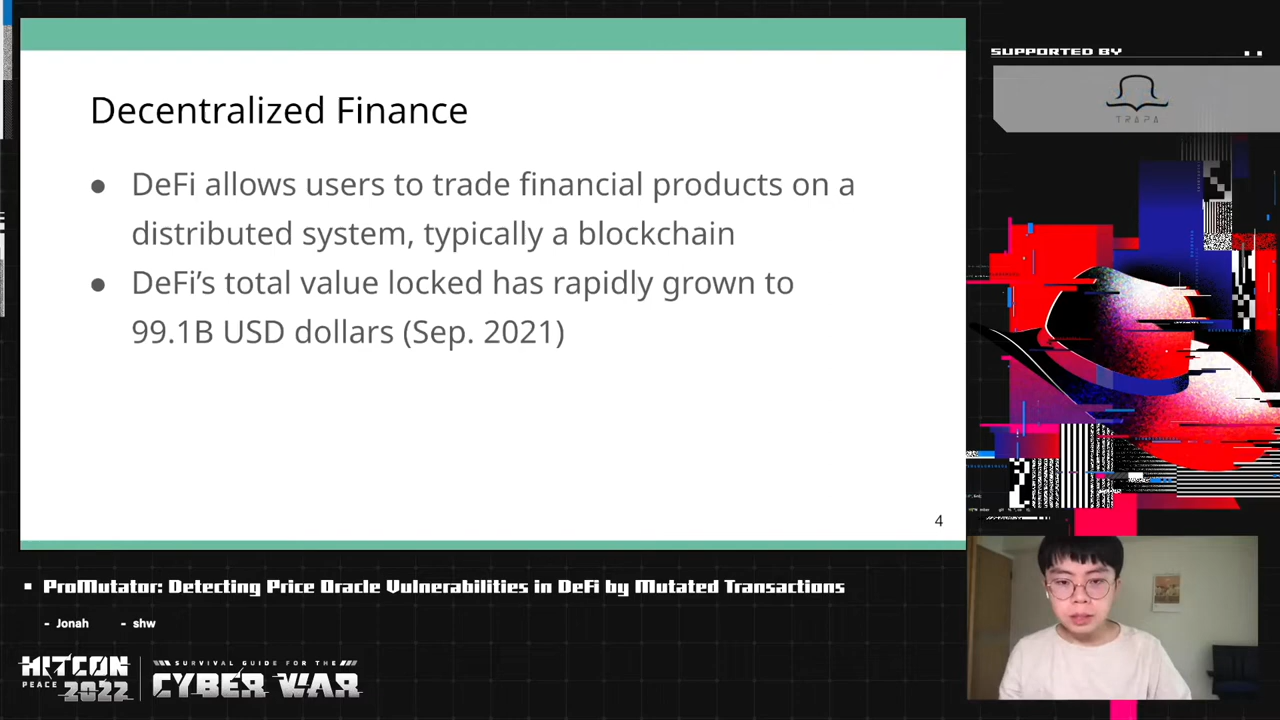 SUPPORTED BY
TRAPA
Decentralized Finance
● DeFi allows users to trade financial products on a
distributed system, typically a blockchain
● DeFi’s total value locked has rapidly grown to
99.1B USD dollars (Sep. 2021)
4
ProMutator: Detecting Price Oracle Vulnerabilities in DeFi by Mutated Transactions
- Jonah - shw
HITCON
PEACE 2022
SURVIVAL GUIDE FOR THE
CYBER WAR